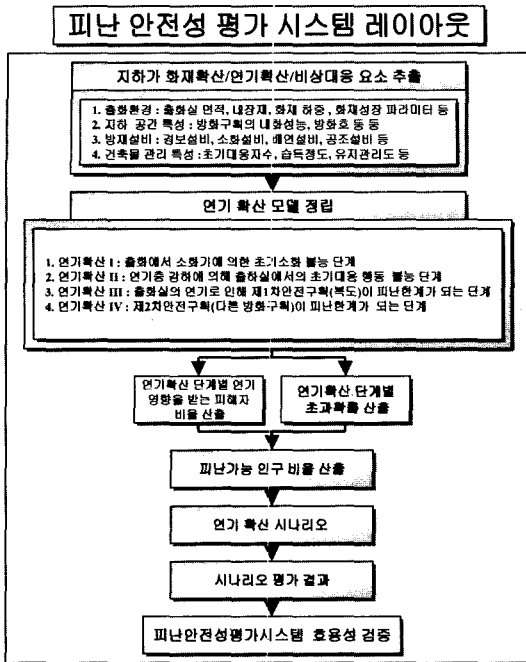 피난 안전성 평가 시스템 레이아웃
지하가 화재확산/연기확산/비상대응 요소 추출
1. 출화환경 : 출화실 면적, 내장재, 화재 하중, 화재성장 파라미터 등
2. 지하 공간 특성 : 방화구획의 내화성능, 방화호 등 등
3. 방재설비 : 경보설비, 소화설비, 배연설비, 공조설비 등
4. 건축물 관리 특성 : 초기대응자수, 습득정도, 유지관리도 등
연기 확산 모델 정립
1. 연기확산 I : 출화에서 소화기에 의한 초기소화 불능 단계
2. 연기확산 II : 연기층 강하에 의해 출화실에서의 초기대응 행동 불능 단계
3. 연기확산 III : 출화실의 연기로 인해 제1차안전구획(복도)이 피난한계가 되는 단계
4. 연기확산 IV : 제2차안전구획(다른 방화구획)이 피난한계가 되는 단계
연기확산 단계별 연기
영향을 받는 피해자
비율 산출
연기확산 단계별
초과확률 산출
피난가능 인구 비율 산출
연기 확산 시나리오
시나리오 평가 결과
피난안전성평가시스템 효용성 검증